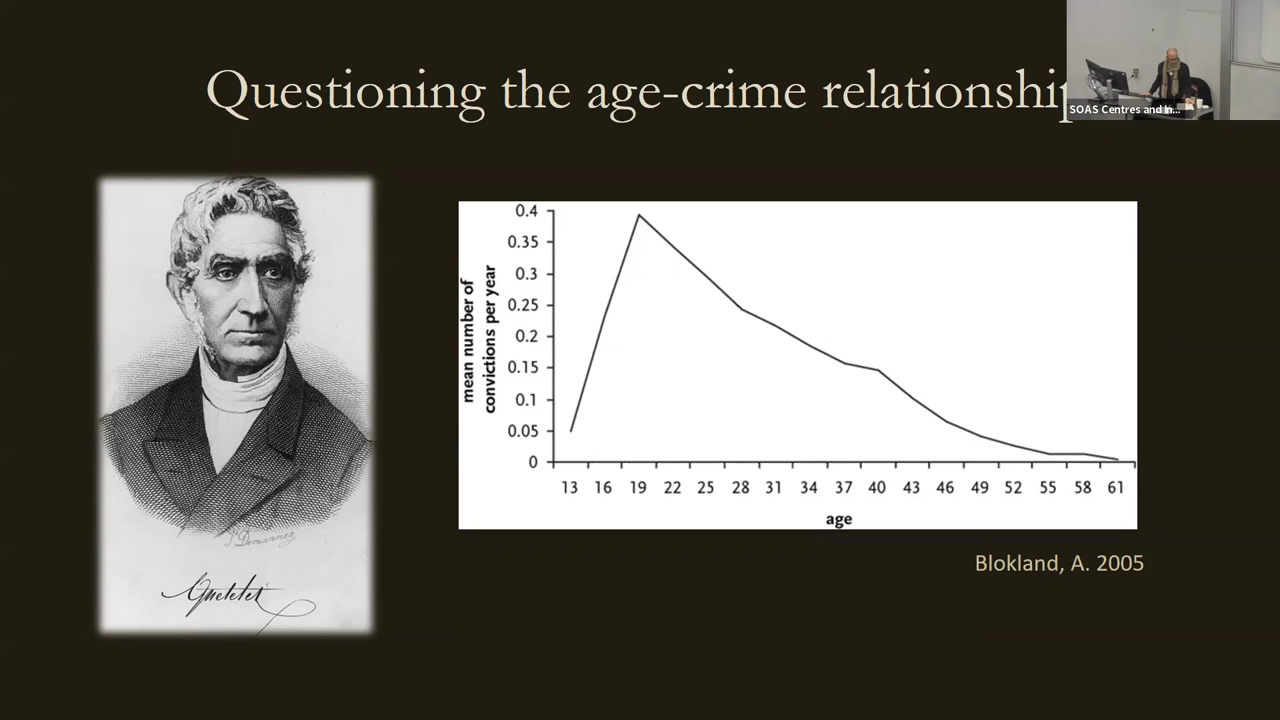 Questioning the age-crime relationship
SOAS Centres and In...
0.4
0.35
0.3
0.25
0.2
0.15
0.1
0.05
0
mean number of
convictions per year
13 16 19 22 25 28 31 34 37 40 43 46 49 52 55 58 61
age
Blokland, A. 2005
Quetelet